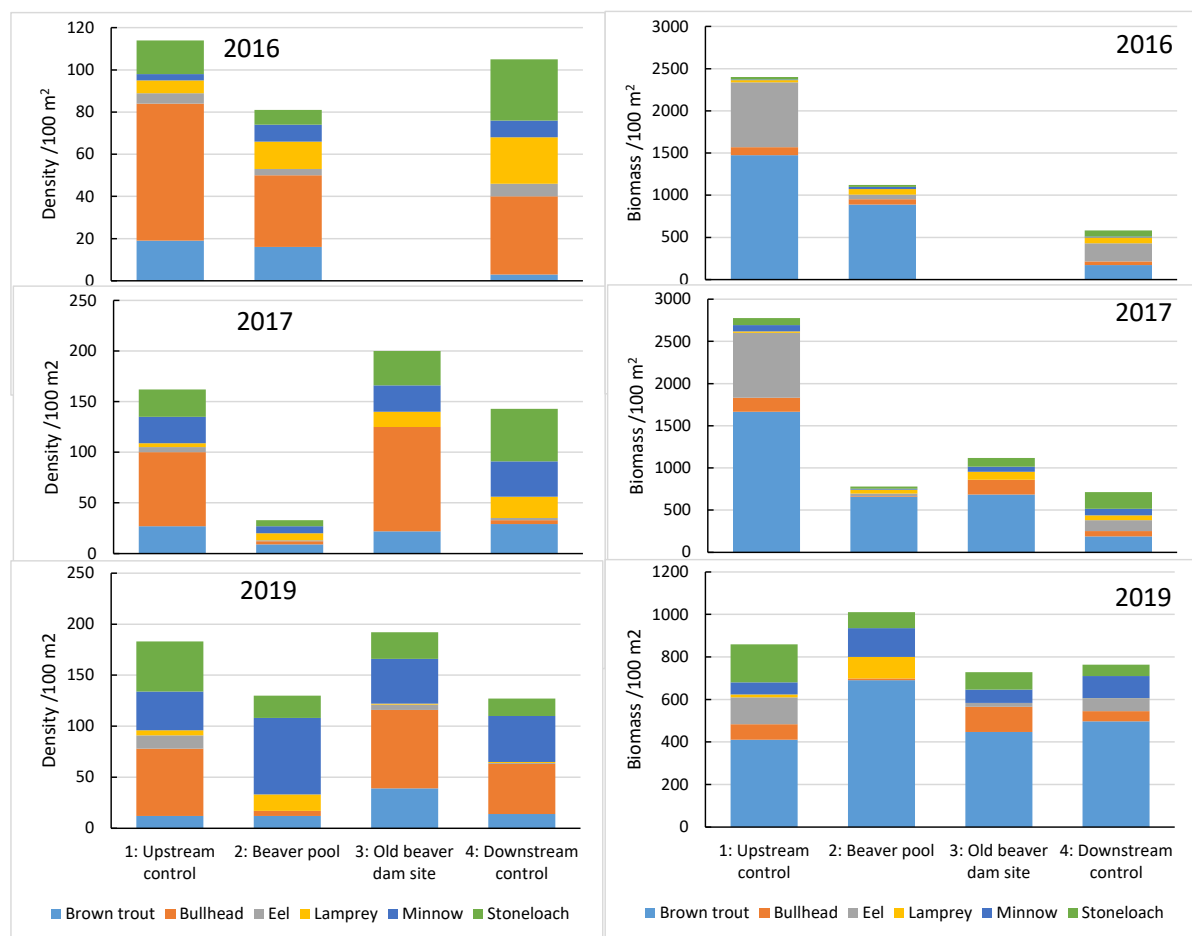 120
100
80
60
40
20
0
Density /100 m²
2016
3000
2500
2000
1500
1000
500
0
Biomass /100 m²
2016
250
200
150
100
50
0
Density /100 m2
2017
3000
2500
2000
1500
1000
500
0
Biomass /100 m²
2017
250
200
150
100
50
0
Density /100 m2
2019
1: Upstream control
2: Beaver pool
3: Old beaver dam site
4: Downstream control
Brown trout Bullhead Eel Lamprey Minnow Stoneloach
1200
1000
800
600
400
200
0
Biomass /100 m²
2019
1: Upstream control
2: Beaver pool
3: Old beaver dam site
4: Downstream control
Brown trout Bullhead Eel Lamprey Minnow Stoneloach